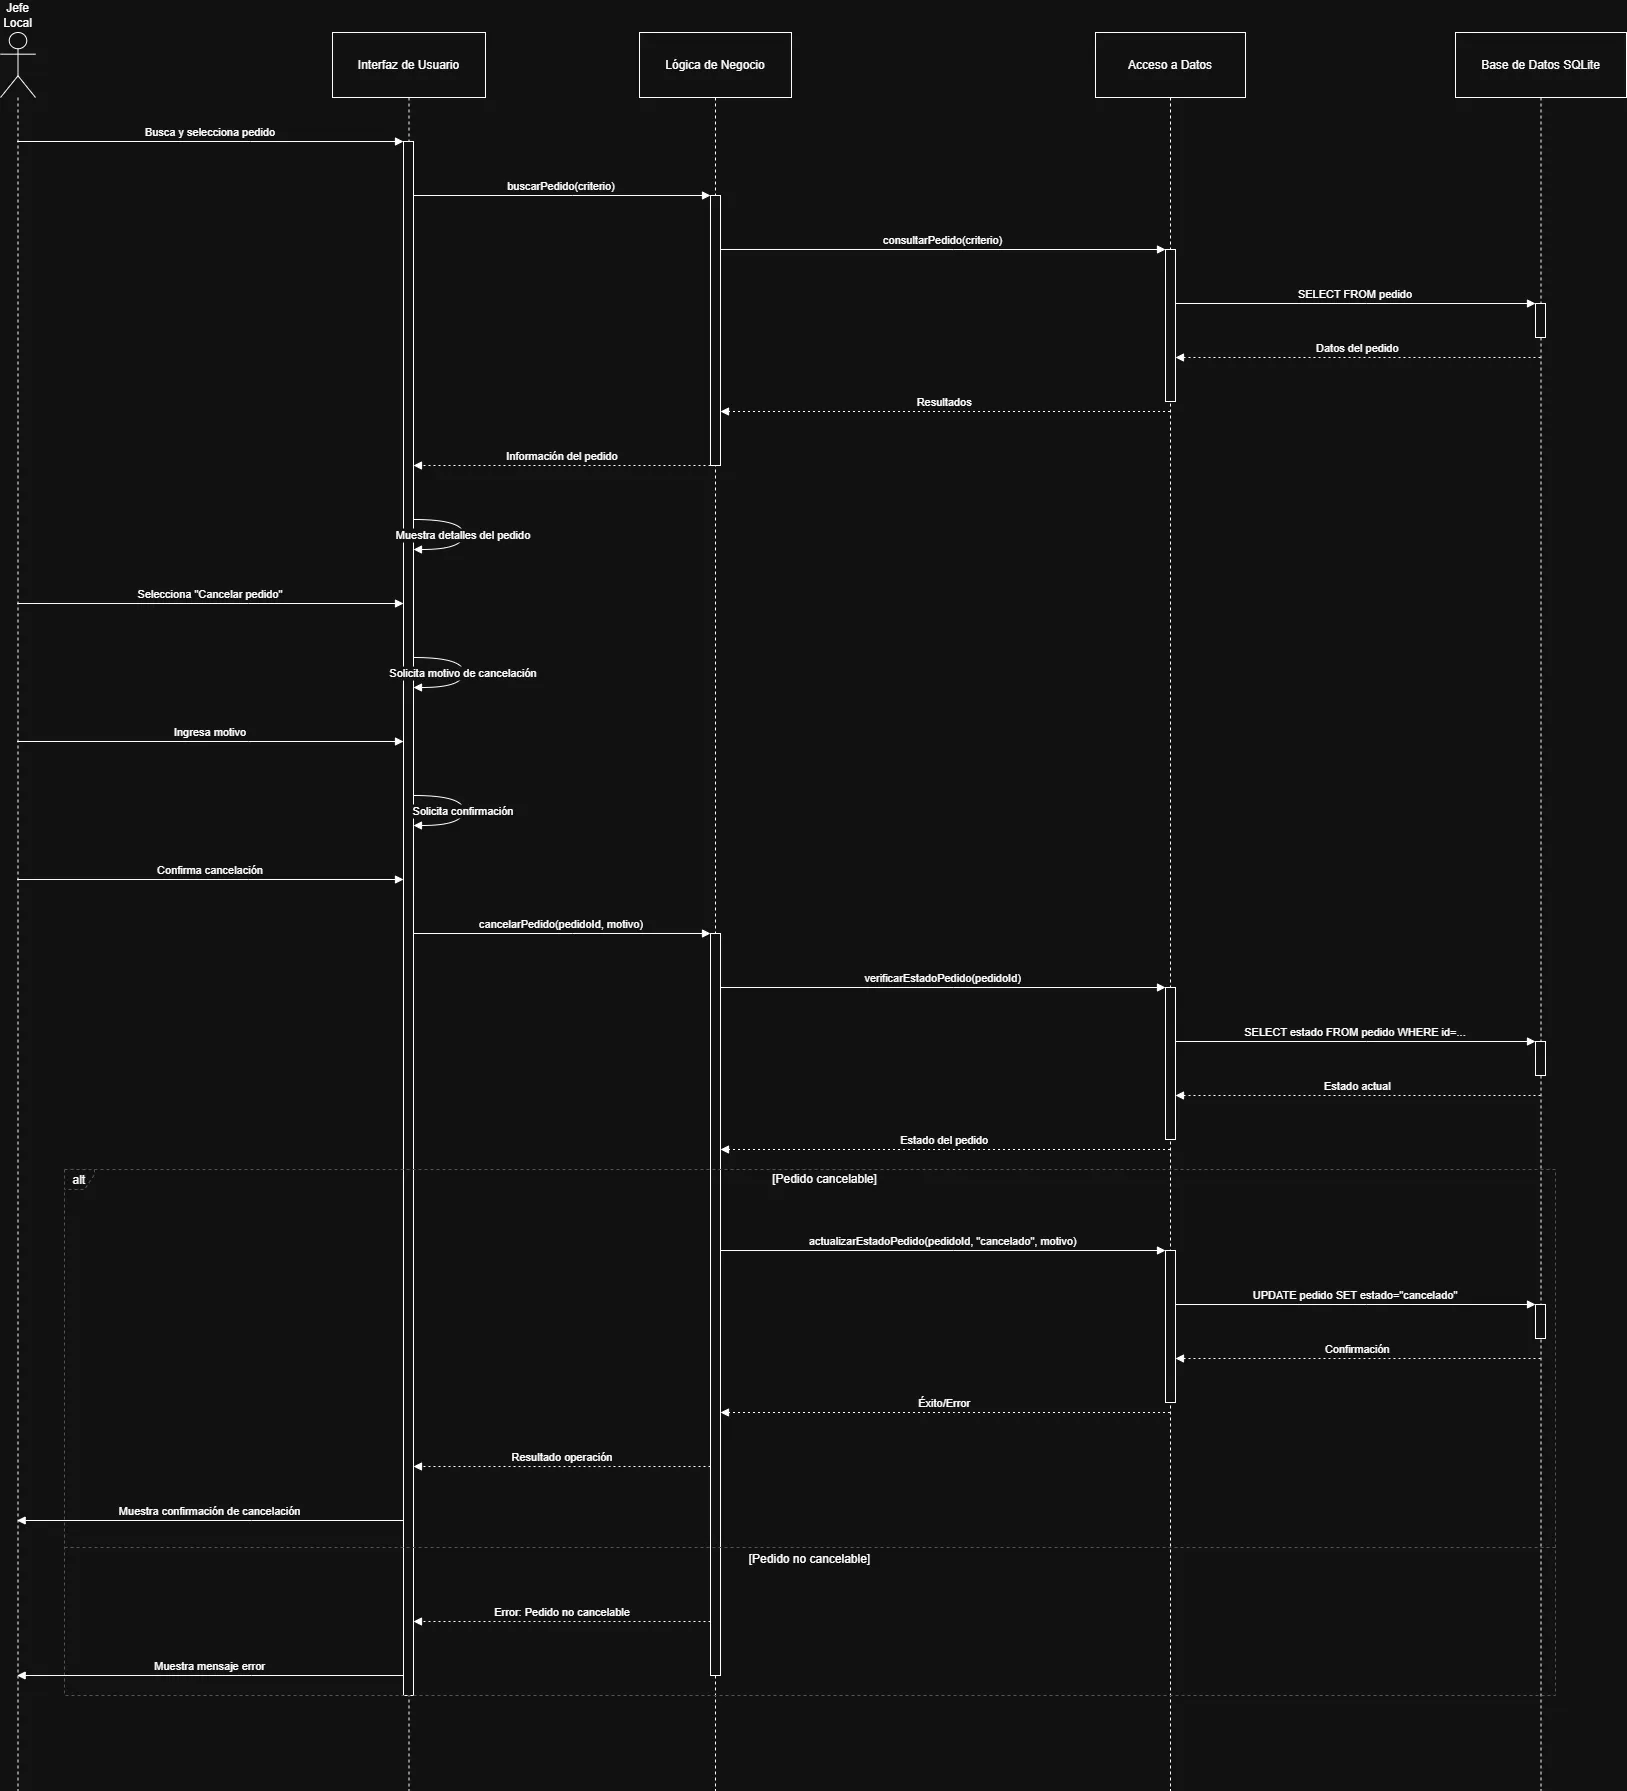 Jefe
Local
Interfaz de Usuario
Lógica de Negocio
Acceso a Datos
Base de Datos SQLite
Busca y selecciona pedido
buscarPedido(criterio)
consultarPedido(criterio)
SELECT FROM pedido
Datos del pedido
Resultados
Información del pedido
Muestra detalles del pedido
Selecciona "Cancelar pedido"
Solicita motivo de cancelación
Ingresa motivo
Solicita confirmación
Confirma cancelación
cancelarPedido(pedidoId, motivo)
verificarEstadoPedido(pedidoId)
SELECT estado FROM pedido WHERE id=...
Estado actual
Estado del pedido
alt
[Pedido cancelable]
actualizarEstadoPedido(pedidoId, "cancelado", motivo)
UPDATE pedido SET estado="cancelado"
Confirmación
Éxito/Error
Resultado operación
Muestra confirmación de cancelación
[Pedido no cancelable]
Error: Pedido no cancelable
Muestra mensaje error